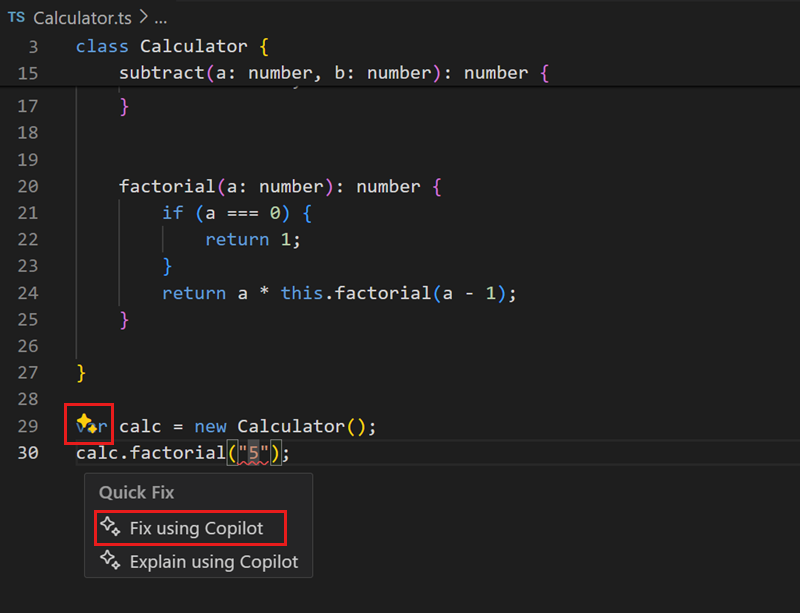 TS Calculator.ts > ...
3 class Calculator {
15 subtract(a: number, b: number): number {
17 }
18
19
20 factorial(a: number): number {
21 if (a === 0) {
22 return 1;
23 }
24 return a * this.factorial(a - 1);
25 }
26
27 }
28
29 var calc = new Calculator();
30 calc.factorial("5");
Quick Fix
Fix using Copilot
Explain using Copilot